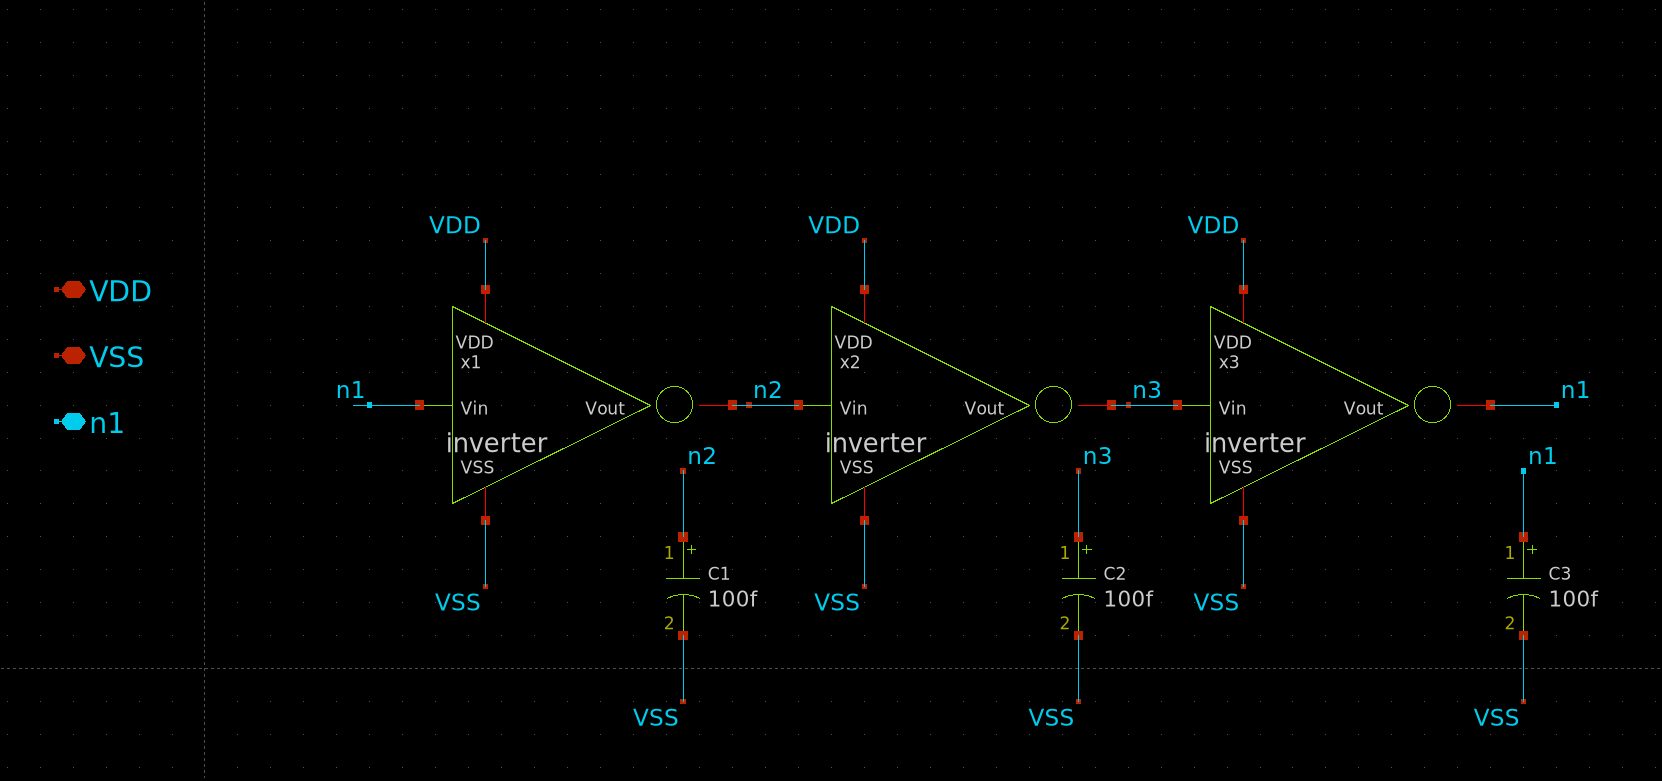 VDD
VDD
VDD
VDD
VSS
n1
VDD
x1
n1
Vin
Vout
inverter
VSS
n2
VDD
x2
Vin
Vout
inverter
VSS
n3
VDD
x3
Vin
Vout
inverter
VSS
n1
n2
n3
n1
1
+
C1
100f
2
1
+
C2
100f
2
1
+
C3
100f
2
VSS
VSS
VSS
VSS
VSS
VSS